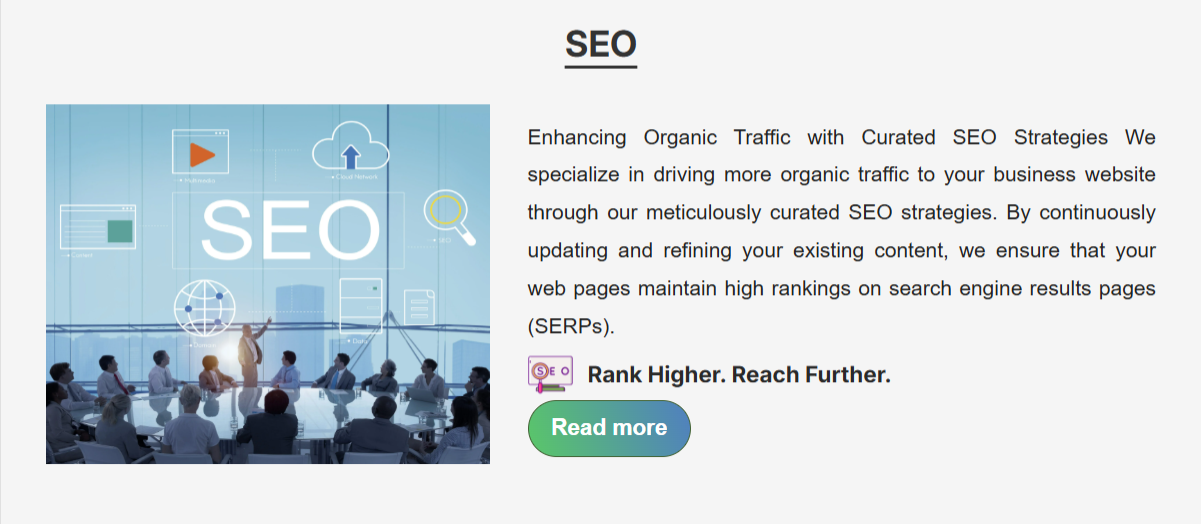 SEO
Multimedia
Cloud Network
SEO
SEO
Content
Domain
Data
Enhancing Organic Traffic with Curated SEO Strategies We
specialize in driving more organic traffic to your business website
through our meticulously curated SEO strategies. By continuously
updating and refining your existing content, we ensure that your
web pages maintain high rankings on search engine results pages
(SERPs).
SEO
Rank Higher. Reach Further.
Read more